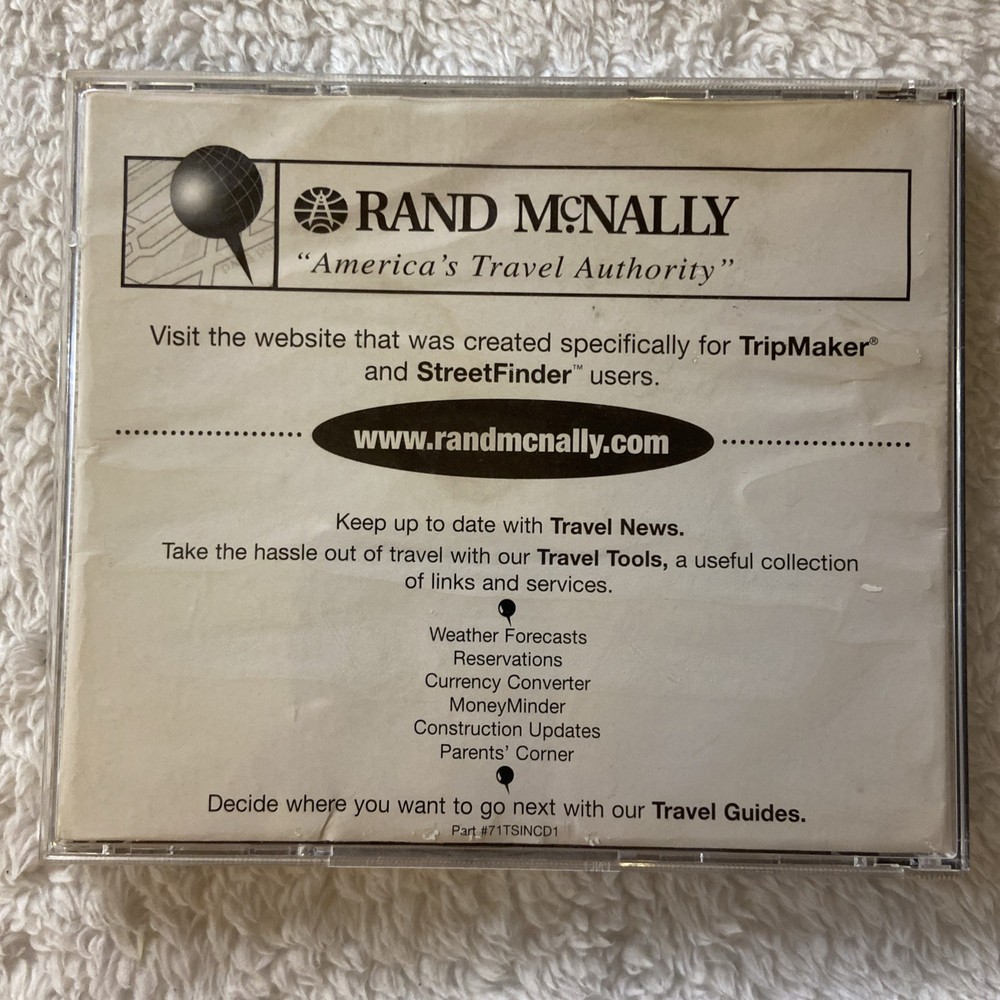 RAND McNALLY
"America's Travel Authority"
Visit the website that was created specifically for TripMaker®
and StreetFinder™ users.
www.randmcnally.com
Keep up to date with Travel News.
Take the hassle out of travel with our Travel Tools, a useful collection
of links and services.
Weather Forecasts
Reservations
Currency Converter
MoneyMinder
Construction Updates
Parents' Corner
Decide where you want to go next with our Travel Guides.
Part #71TSINCD1